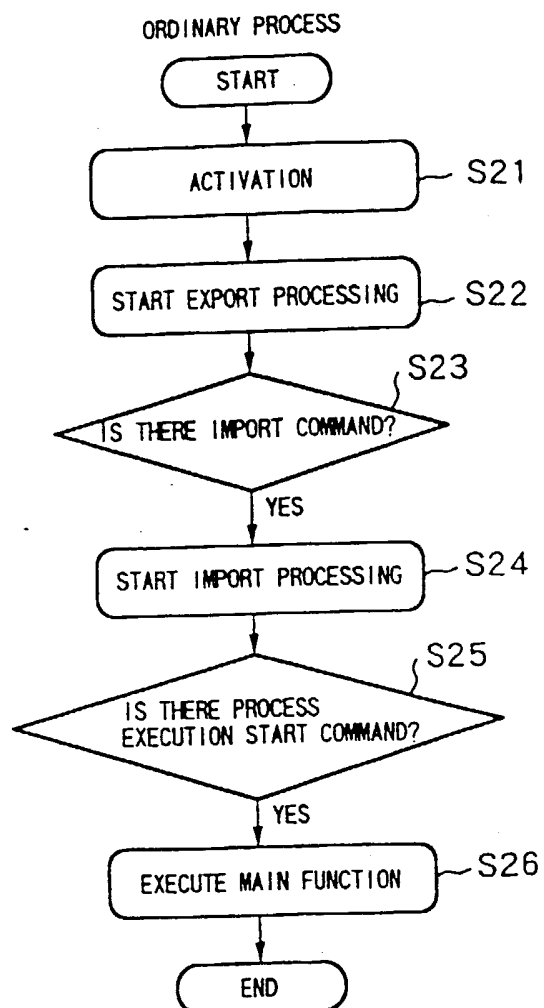 ORDINARY PROCESS
START
ACTIVATION
S21
START EXPORT PROCESSING
S22
S23
IS THERE IMPORT COMMAND?
YES
START IMPORT PROCESSING
S24
S25
IS THERE PROCESS
EXECUTION START COMMAND?
YES
EXECUTE MAIN FUNCTION
S26
END